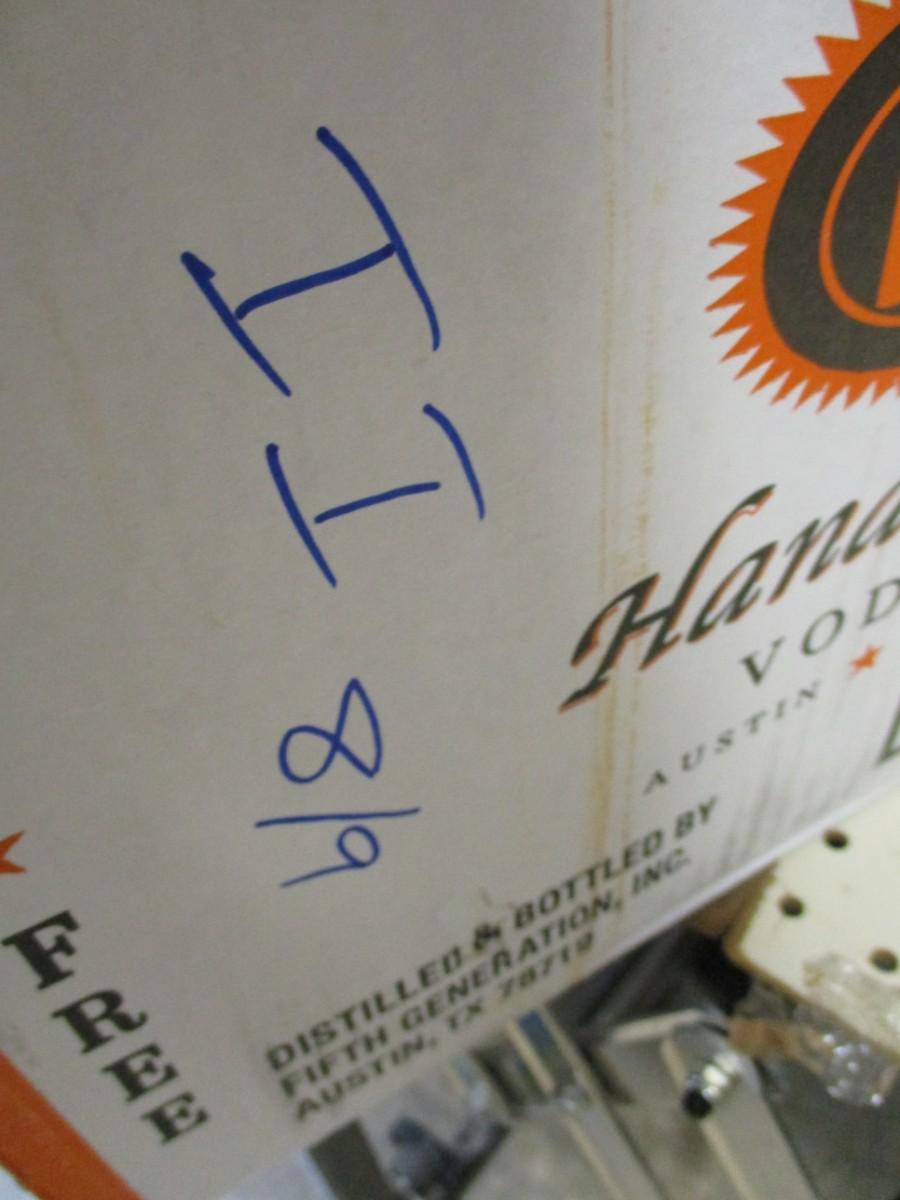 II 8/9
Hand
VOD
AUSTIN
FREE
DISTILLED & BOTTLED BY
FIFTH GENERATION, INC.
AUSTIN, TX 78719